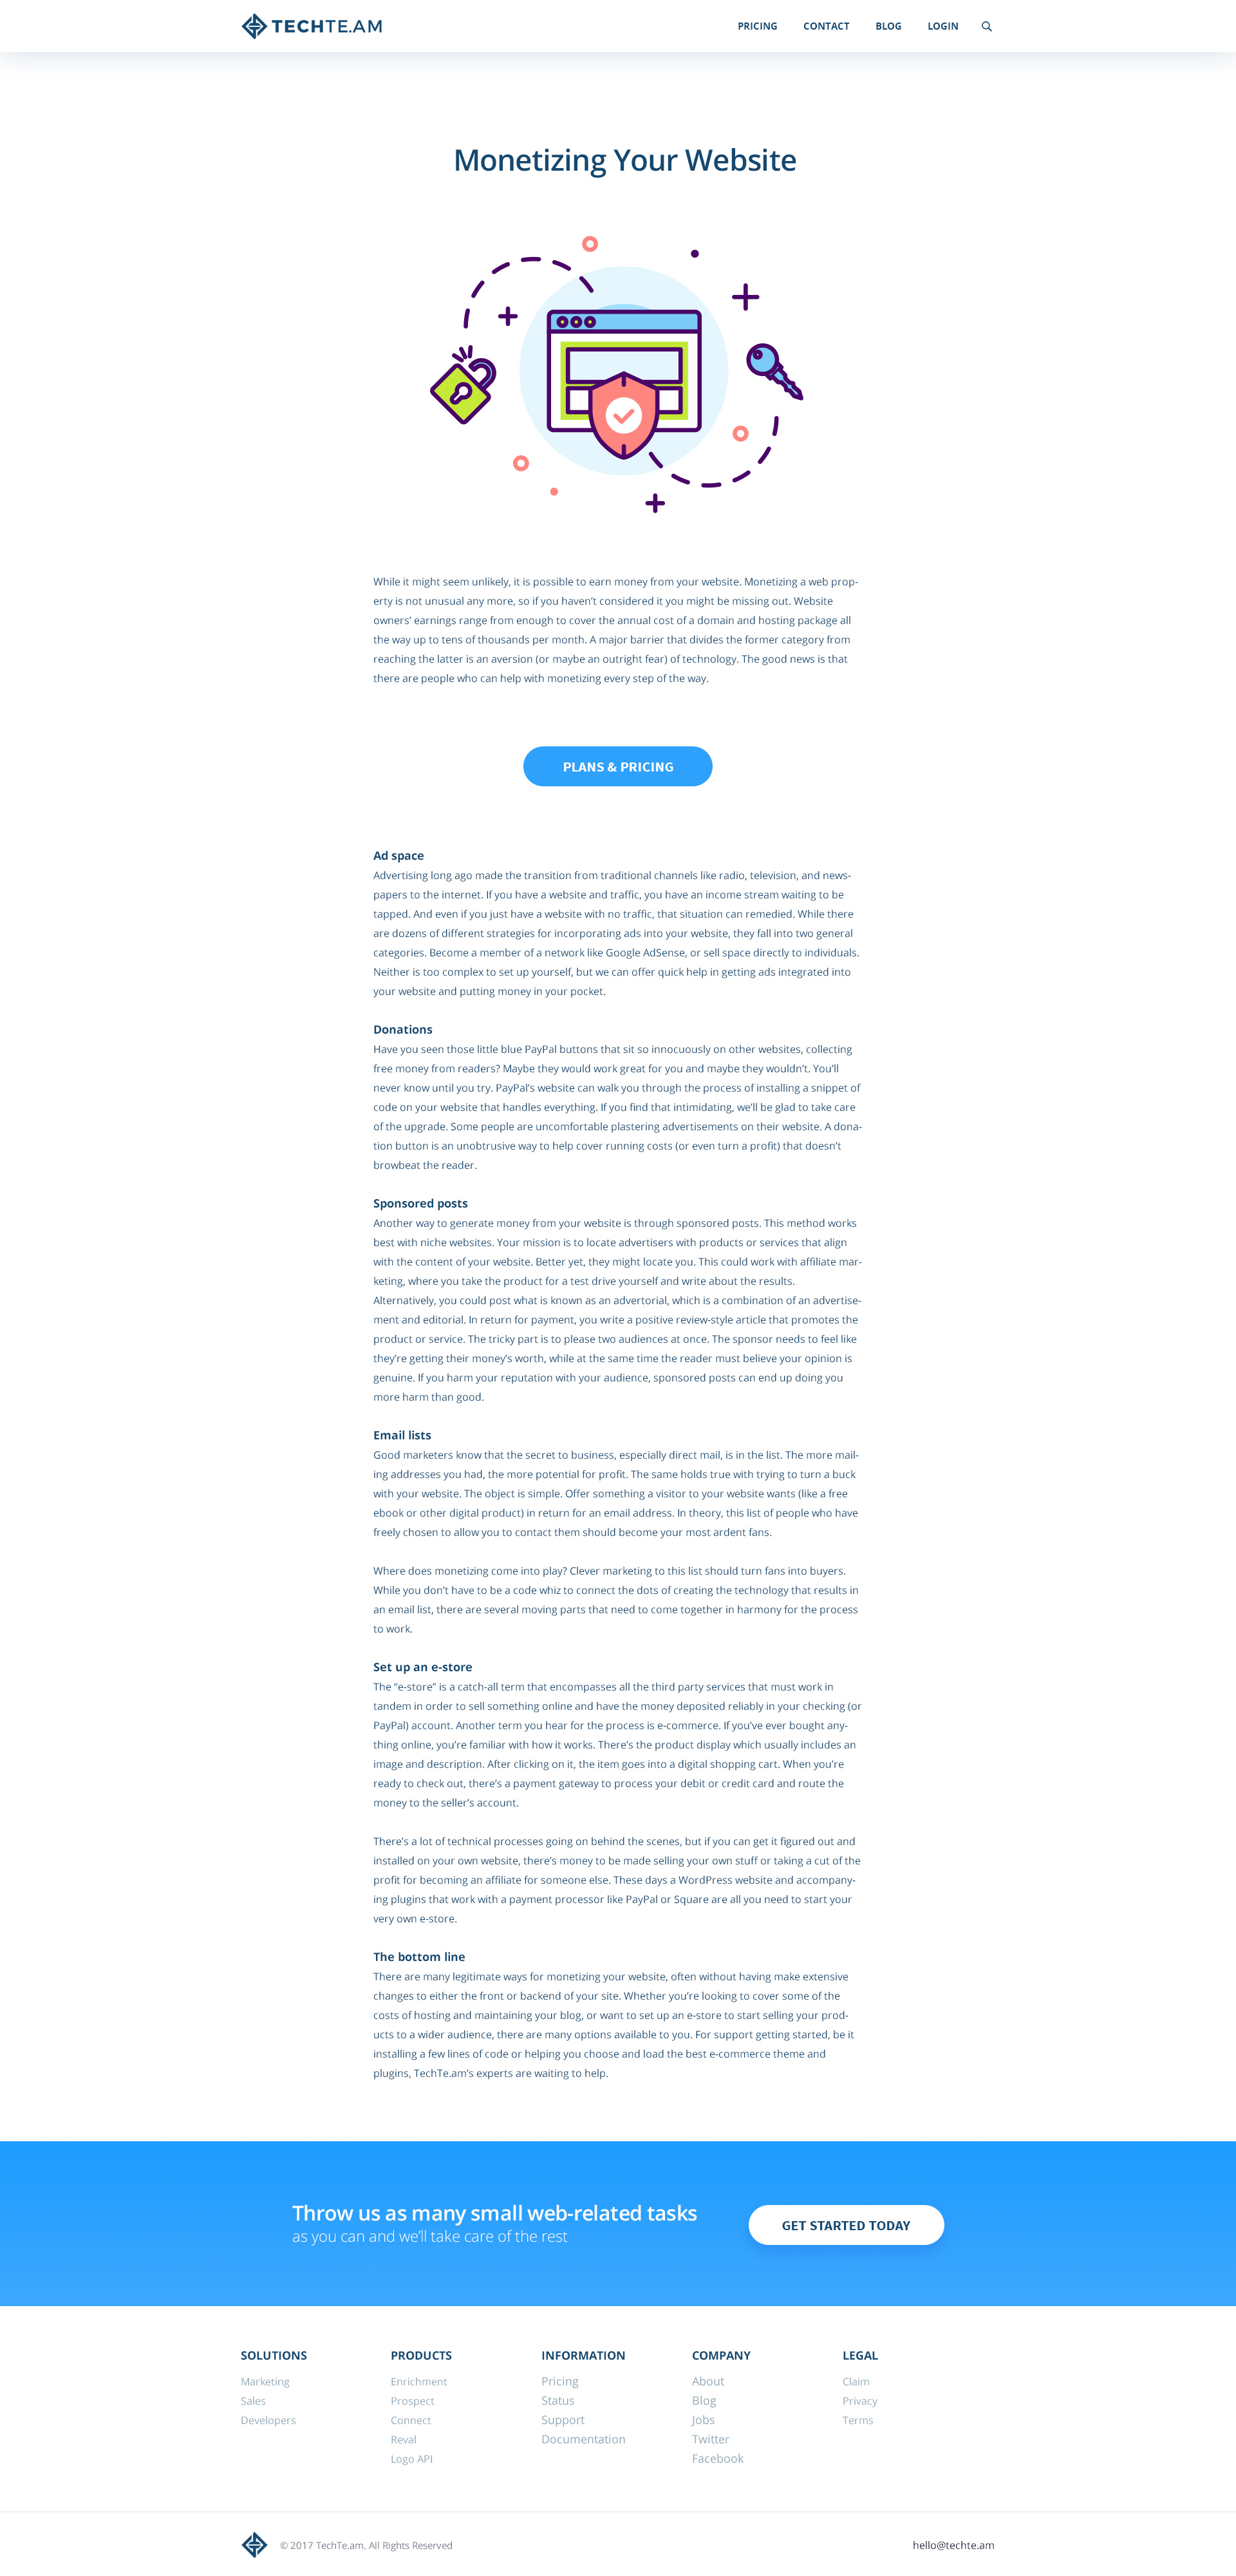 TECHTE.AM
PRICING CONTACT BLOG LOGIN
Monetizing Your Website
While it might seem unlikely, it is possible to earn money from your website. Monetizing a web prop-
erty is not unusual any more, so if you haven’t considered it you might be missing out. Website
owners’ earnings range from enough to cover the annual cost of a domain and hosting package all
the way up to tens of thousands per month. A major barrier that divides the former category from
reaching the latter is an aversion (or maybe an outright fear) of technology. The good news is that
there are people who can help with monetizing every step of the way.
PLANS & PRICING
Ad space
Advertising long ago made the transition from traditional channels like radio, television, and news-
papers to the internet. If you have a website and traffic, you have an income stream waiting to be
tapped. And even if you just have a website with no traffic, that situation can remedied. While there
are dozens of different strategies for incorporating ads into your website, they fall into two general
categories. Become a member of a network like Google AdSense, or sell space directly to individuals.
Neither is too complex to set up yourself, but we can offer quick help in getting ads integrated into
your website and putting money in your pocket.
Donations
Have you seen those little blue PayPal buttons that sit so innocuously on other websites, collecting
free money from readers? Maybe they would work great for you and maybe they wouldn’t. You’ll
never know until you try. PayPal’s website can walk you through the process of installing a snippet of
code on your website that handles everything. If you find that intimidating, we’ll be glad to take care
of the upgrade. Some people are uncomfortable plastering advertisements on their website. A dona-
tion button is an unobtrusive way to help cover running costs (or even turn a profit) that doesn’t
browbeat the reader.
Sponsored posts
Another way to generate money from your website is through sponsored posts. This method works
best with niche websites. Your mission is to locate advertisers with products or services that align
with the content of your website. Better yet, they might locate you. This could work with affiliate mar-
keting, where you take the product for a test drive yourself and write about the results.
Alternatively, you could post what is known as an advertorial, which is a combination of an advertise-
ment and editorial. In return for payment, you write a positive review-style article that promotes the
product or service. The tricky part is to please two audiences at once. The sponsor needs to feel like
they’re getting their money’s worth, while at the same time the reader must believe your opinion is
genuine. If you harm your reputation with your audience, sponsored posts can end up doing you
more harm than good.
Email lists
Good marketers know that the secret to business, especially direct mail, is in the list. The more mail-
ing addresses you had, the more potential for profit. The same holds true with trying to turn a buck
with your website. The object is simple. Offer something a visitor to your website wants (like a free
ebook or other digital product) in return for an email address. In theory, this list of people who have
freely chosen to allow you to contact them should become your most ardent fans.
Where does monetizing come into play? Clever marketing to this list should turn fans into buyers.
While you don’t have to be a code whiz to connect the dots of creating the technology that results in
an email list, there are several moving parts that need to come together in harmony for the process
to work.
Set up an e-store
The “e-store” is a catch-all term that encompasses all the third party services that must work in
tandem in order to sell something online and have the money deposited reliably in your checking (or
PayPal) account. Another term you hear for the process is e-commerce. If you’ve ever bought any-
thing online, you’re familiar with how it works. There’s the product display which usually includes an
image and description. After clicking on it, the item goes into a digital shopping cart. When you’re
ready to check out, there’s a payment gateway to process your debit or credit card and route the
money to the seller’s account.
There’s a lot of technical processes going on behind the scenes, but if you can get it figured out and
installed on your own website, there’s money to be made selling your own stuff or taking a cut of the
profit for becoming an affiliate for someone else. These days a WordPress website and accompany-
ing plugins that work with a payment processor like PayPal or Square are all you need to start your
very own e-store.
The bottom line
There are many legitimate ways for monetizing your website, often without having make extensive
changes to either the front or backend of your site. Whether you’re looking to cover some of the
costs of hosting and maintaining your blog, or want to set up an e-store to start selling your prod-
ucts to a wider audience, there are many options available to you. For support getting started, be it
installing a few lines of code or helping you choose and load the best e-commerce theme and
plugins, TechTe.am’s experts are waiting to help.
Throw us as many small web-related tasks
as you can and we’ll take care of the rest
GET STARTED TODAY
SOLUTIONS
Marketing
Sales
Developers
PRODUCTS
Enrichment
Prospect
Connect
Reval
Logo API
INFORMATION
Pricing
Status
Support
Documentation
COMPANY
About
Blog
Jobs
Twitter
Facebook
LEGAL
Claim
Privacy
Terms
© 2017 TechTe.am. All Rights Reserved
hello@techte.am